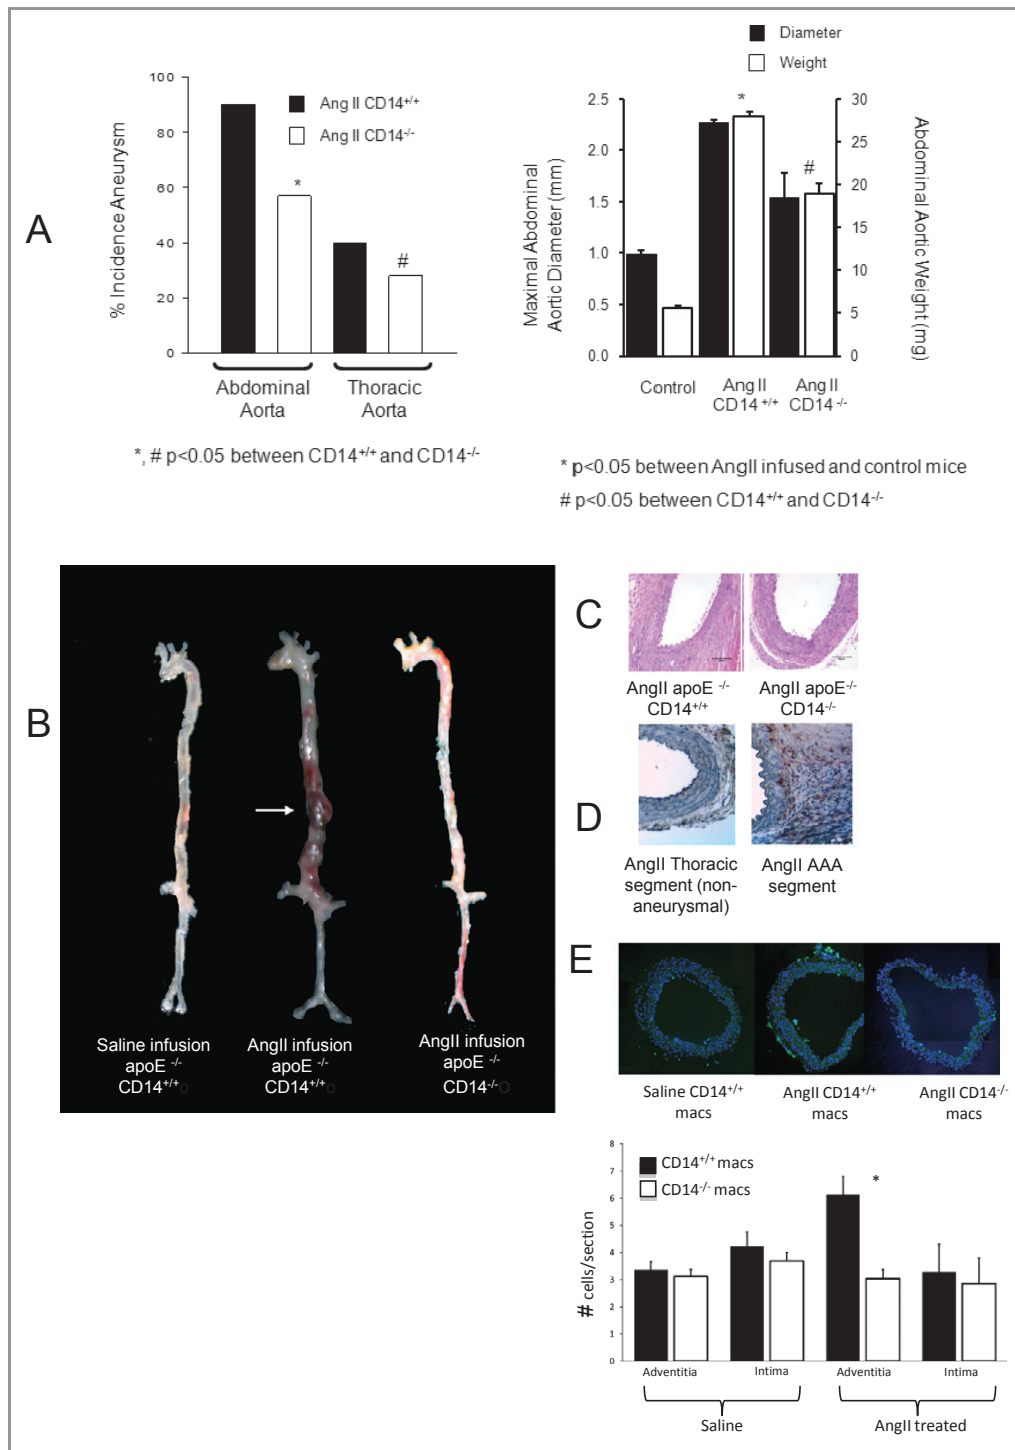 A
100
80
60
40
20
0
% Incidence Aneurysm
Ang II CD14+/+
Ang II CD14-/-
*
#
Abdominal
Aorta
Thoracic
Aorta
*, # p<0.05 between CD14+/+ and CD14-/-
Diameter
Weight
2.5
2.0
1.5
1.0
0.5
0.0
Maximal Abdominal
Aortic Diameter (mm)
*
#
30
25
20
15
10
5
0
Abdominal Aortic Weight (mg)
Control
Ang II
CD14 +/+
Ang II
CD14 -/-
* p<0.05 between AngII infused and control mice
# p<0.05 between CD14+/+ and CD14-/-
B
Saline infusion
apoE -/-
CD14+/+o
AngII infusion
apoE -/-
CD14+/+o
AngII infusion
apoE -/-
CD14-/-o
C
AngII apoE -/-
CD14+/+
AngII apoE-/-
CD14-/-
D
AngII Thoracic
segment (non-
aneurysmal)
AngII AAA
segment
E
Saline CD14+/+
macs
AngII CD14+/+
macs
AngII CD14-/-
macs
8
7
6
5
4
3
2
1
0
# cells/section
CD14+/+ macs
CD14-/- macs
*
Adventitia
Intima
Adventitia
Intima
Saline
AngII treated